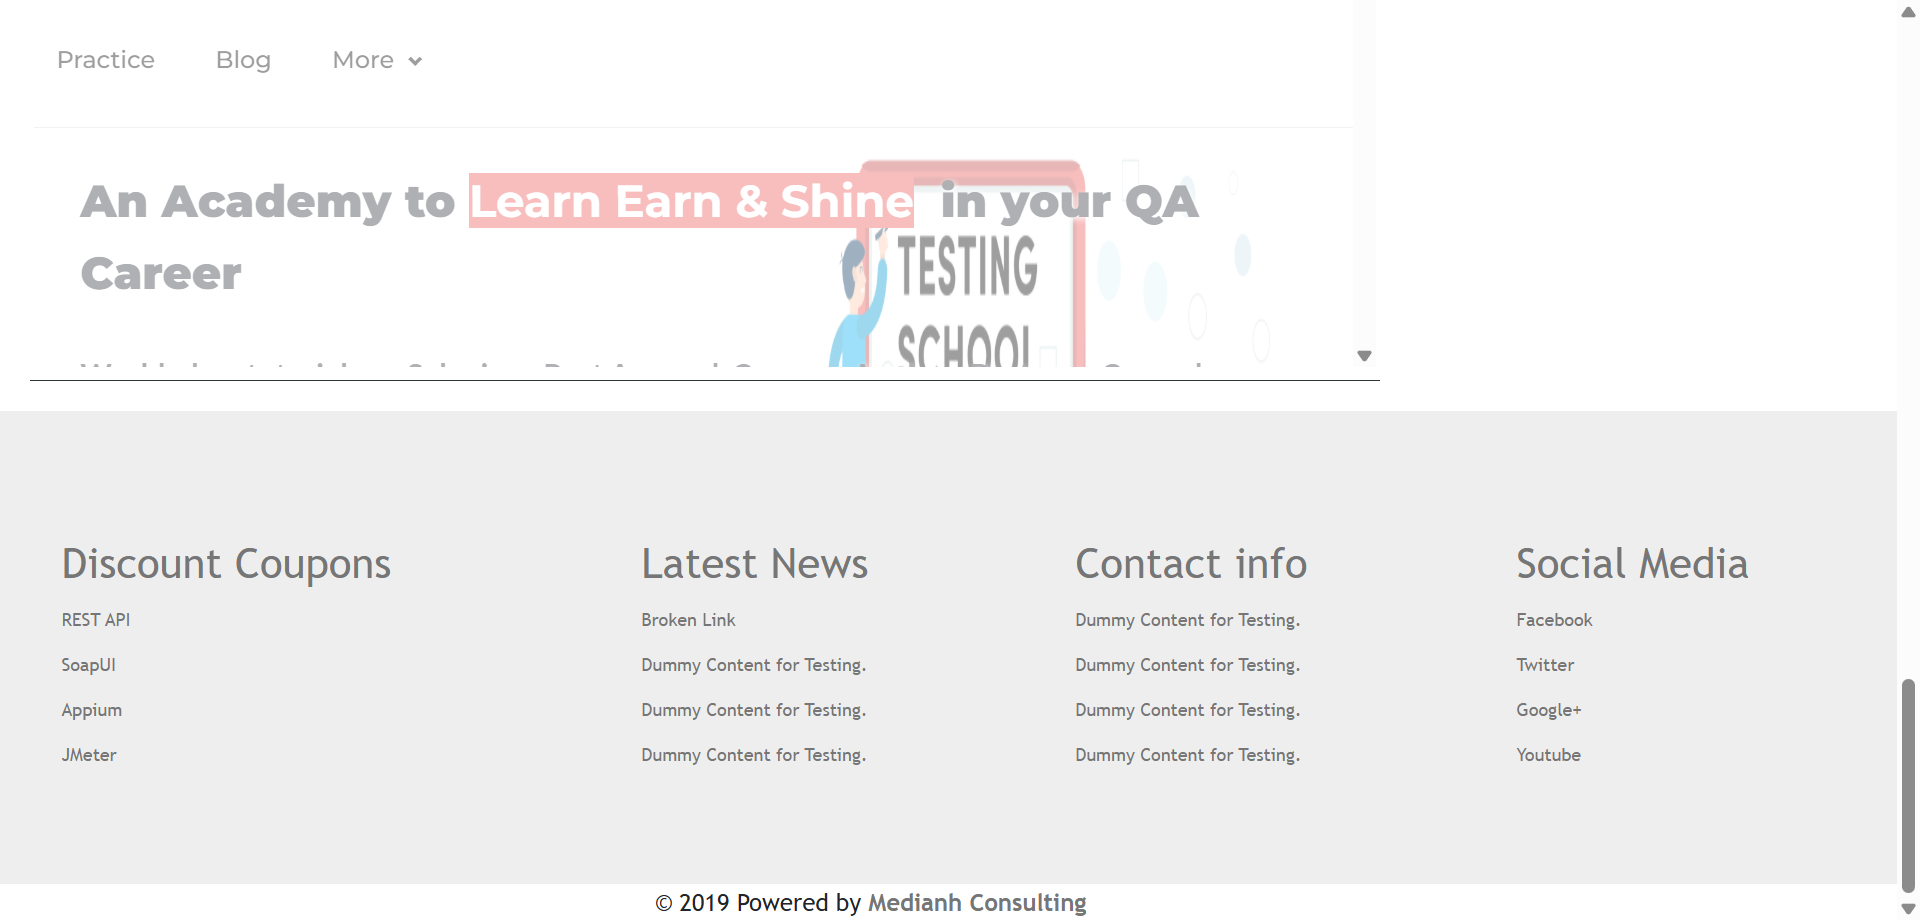 Practice Blog More
An Academy to Learn Earn & Shine in your QA
Career
TESTING
SCHOOL
Discount Coupons
REST API
SoapUI
Appium
JMeter
Latest News
Broken Link
Dummy Content for Testing.
Dummy Content for Testing.
Dummy Content for Testing.
Contact info
Dummy Content for Testing.
Dummy Content for Testing.
Dummy Content for Testing.
Dummy Content for Testing.
Social Media
Facebook
Twitter
Google+
Youtube
© 2019 Powered by Medianh Consulting